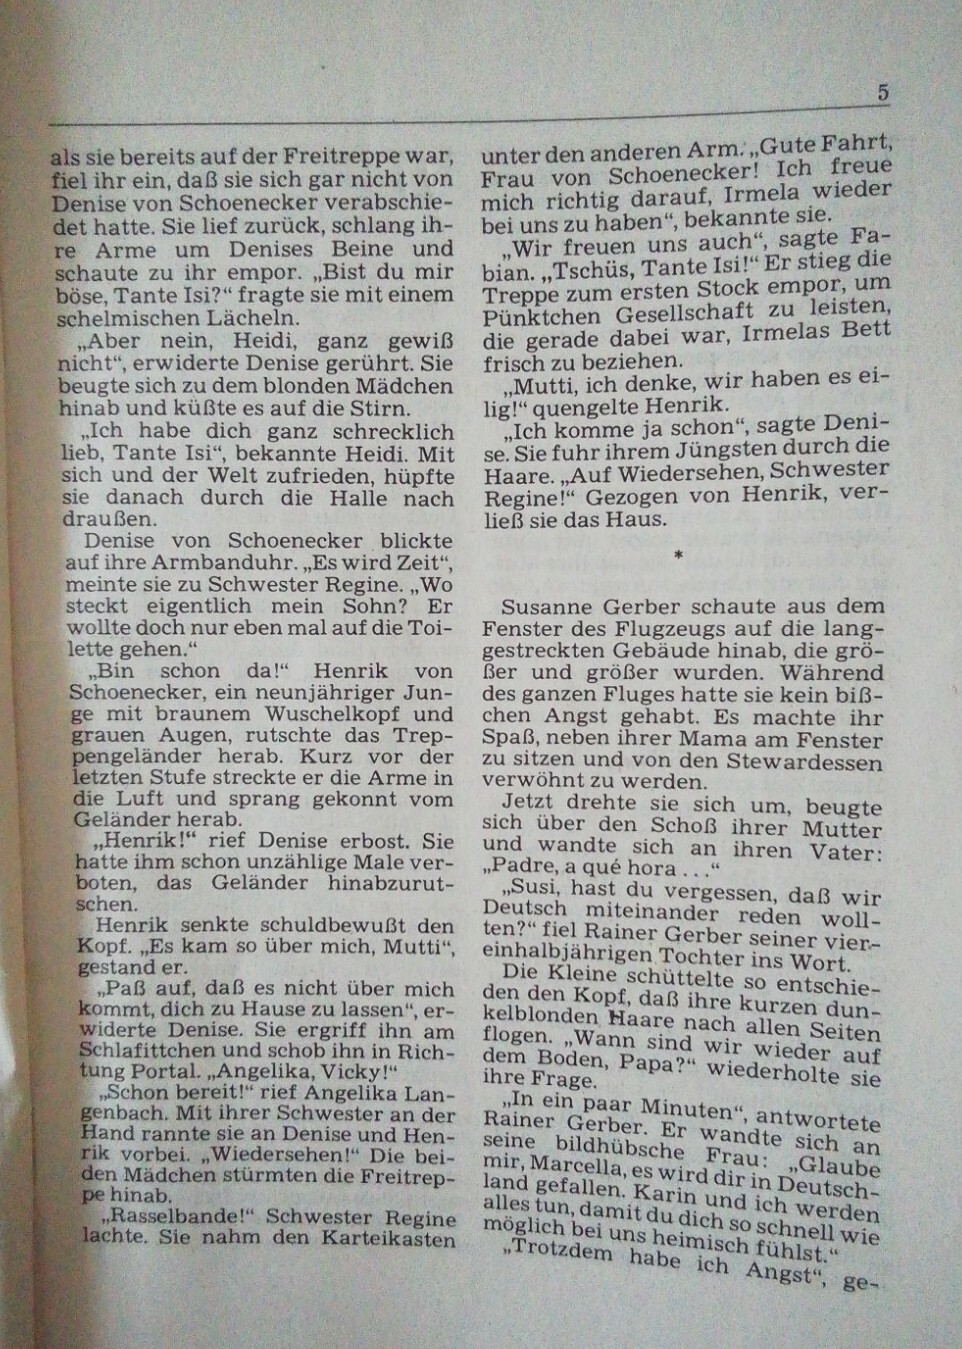 5
als sie bereits auf der Freitreppe war,
fiel ihr ein, daß sie sich gar nicht von
Denise von Schoenecker verabschie-
det hatte. Sie lief zurück, schlang ih-
re Arme um Denises Beine und
schaute zu ihr empor. „Bist du mir
böse, Tante Isi?“ fragte sie mit einem
schelmischen Lächeln.
„Aber nein, Heidi, ganz gewiß
nicht“, erwiderte Denise gerührt. Sie
beugte sich zu dem blonden Mädchen
hinab und küßte es auf die Stirn.
„Ich habe dich ganz schrecklich
lieb, Tante Isi“, bekannte Heidi. Mit
sich und der Welt zufrieden, hüpfte
sie danach durch die Halle nach
draußen.
Denise von Schoenecker blickte
auf ihre Armbanduhr. „Es wird Zeit“,
meinte sie zu Schwester Regine. „Wo
steckt eigentlich mein Sohn? Er
wollte doch nur eben mal auf die Toi-
lette gehen.“
„Bin schon da!“ Henrik von
Schoenecker, ein neunjähriger Jun-
ge mit braunem Wuschelkopf und
grauen Augen, rutschte das Trep-
pengeländer herab. Kurz vor der
letzten Stufe streckte er die Arme in
die Luft und sprang gekonnt vom
Geländer herab.
„Henrik!“ rief Denise erbost. Sie
hatte ihm schon unzählige Male ver-
boten, das Geländer hinabzurut-
schen.
Henrik senkte schuldbewußt den
Kopf. „Es kam so über mich, Mutti“,
gestand er.
„Paß auf, daß es nicht über mich
kommt, dich zu Hause zu lassen“, er-
widerte Denise. Sie ergriff ihn am
Schlafittchen und schob ihn in Rich-
tung Portal. „Angelika, Vicky!“
„Schon bereit!“ rief Angelika Lan-
genbach. Mit ihrer Schwester an der
Hand rannte sie an Denise und Hen-
rik vorbei. „Wiedersehen!“ Die bei-
den Mädchen stürmten die Freitrep-
pe hinab.
„Rasselbande!“ Schwester Regine
lachte. Sie nahm den Karteikasten
unter den anderen Arm. „Gute Fahrt,
Frau von Schoenecker! Ich freue
mich richtig darauf, Irmela wieder
bei uns zu haben“, bekannte sie.
„Wir freuen uns auch“, sagte Fa-
bian. „Tschüs, Tante Isi!“ Er stieg die
Treppe zum ersten Stock empor, um
Pünktchen Gesellschaft zu leisten,
die gerade dabei war, Irmelas Bett
frisch zu beziehen.
„Mutti, ich denke, wir haben es ei-
lig!“ quengelte Henrik.
„Ich komme ja schon“, sagte Deni-
se. Sie fuhr ihrem Jüngsten durch die
Haare. „Auf Wiedersehen, Schwester
Regine!“ Gezogen von Henrik, ver-
ließ sie das Haus.
*
Susanne Gerber schaute aus dem
Fenster des Flugzeugs auf die lang-
gestreckten Gebäude hinab, die grö-
ßer und größer wurden. Während
des ganzen Fluges hatte sie kein biß-
chen Angst gehabt. Es machte ihr
Spaß, neben ihrer Mama am Fenster
zu sitzen und von den Stewardessen
verwöhnt zu werden.
Jetzt drehte sie sich um, beugte
sich über den Schoß ihrer Mutter
und wandte sich an ihren Vater:
„Padre, a qué hora . . .“
„Susi, hast du vergessen, daß wir
Deutsch miteinander reden woll-
ten?“ fiel Rainer Gerber seiner vier-
einhalbjährigen Tochter ins Wort.
Die Kleine schüttelte so entschie-
den den Kopf, daß ihre kurzen dun-
kelblonden Haare nach allen Seiten
flogen. „Wann sind wir wieder auf
dem Boden, Papa?“ wiederholte sie
ihre Frage.
„In ein paar Minuten“, antwortete
Rainer Gerber. Er wandte sich an
seine bildhübsche Frau: „Glaube
mir, Marcella, es wird dir in Deutsch-
land gefallen. Karin und ich werden
alles tun, damit du dich so schnell wie
möglich bei uns heimisch fühlst.“
„Trotzdem habe ich Angst“, ge-